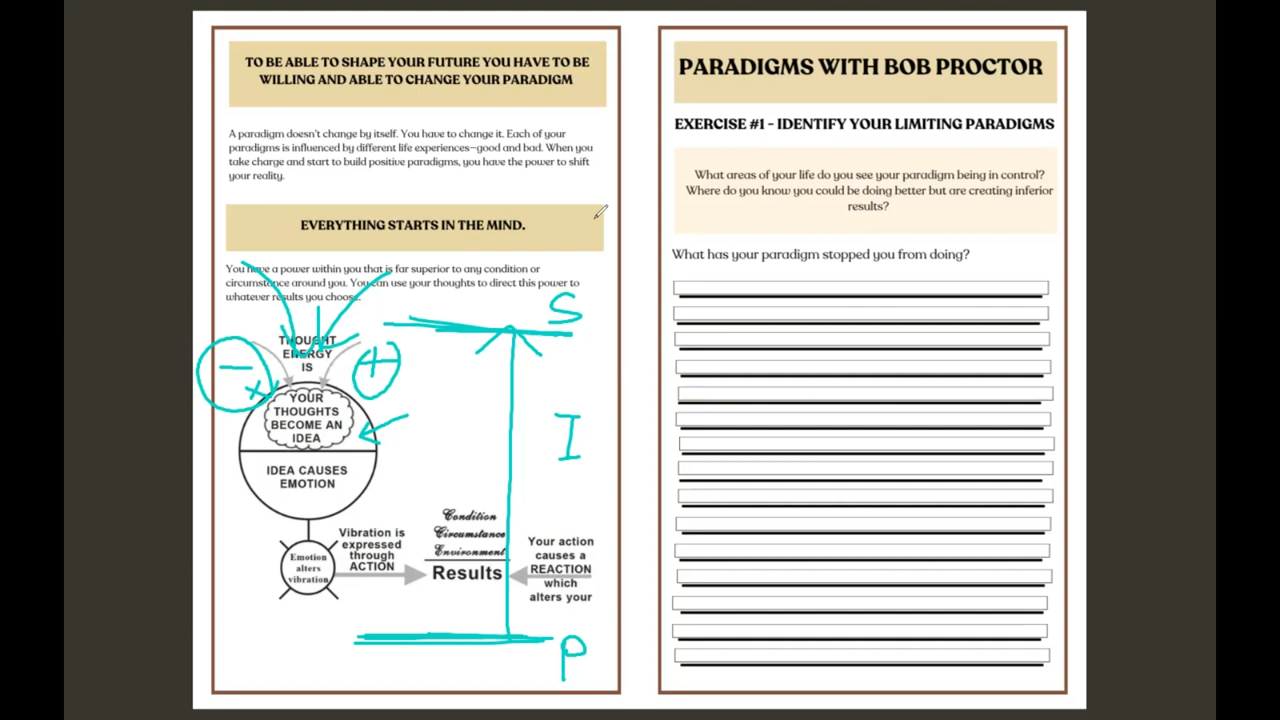 TO BE ABLE TO SHAPE YOUR FUTURE YOU HAVE TO BE
WILLING AND ABLE TO CHANGE YOUR PARADIGM
A paradigm doesn't change by itself. You have to change it. Each of your
paradigms is influenced by different life experiences—good and bad. When you
take charge and start to build positive paradigms, you have the power to shift
your reality.
EVERYTHING STARTS IN THE MIND.
You have a power within you that is far superior to any condition or
circumstance around you. You can use your thoughts to direct this power to
whatever results you choose.
S
THOUGHT
ENERGY
IS
− x
+
YOUR
THOUGHTS
BECOME AN
IDEA
I
IDEA CAUSES
EMOTION
Emotion
alters
vibration
Vibration is
expressed
through
ACTION
Condition
Circumstance
Environment
Results
Your action
causes a
REACTION
which
alters your
P
PARADIGMS WITH BOB PROCTOR
EXERCISE #1 - IDENTIFY YOUR LIMITING PARADIGMS
What areas of your life do you see your paradigm being in control?
Where do you know you could be doing better but are creating inferior
results?
What has your paradigm stopped you from doing?